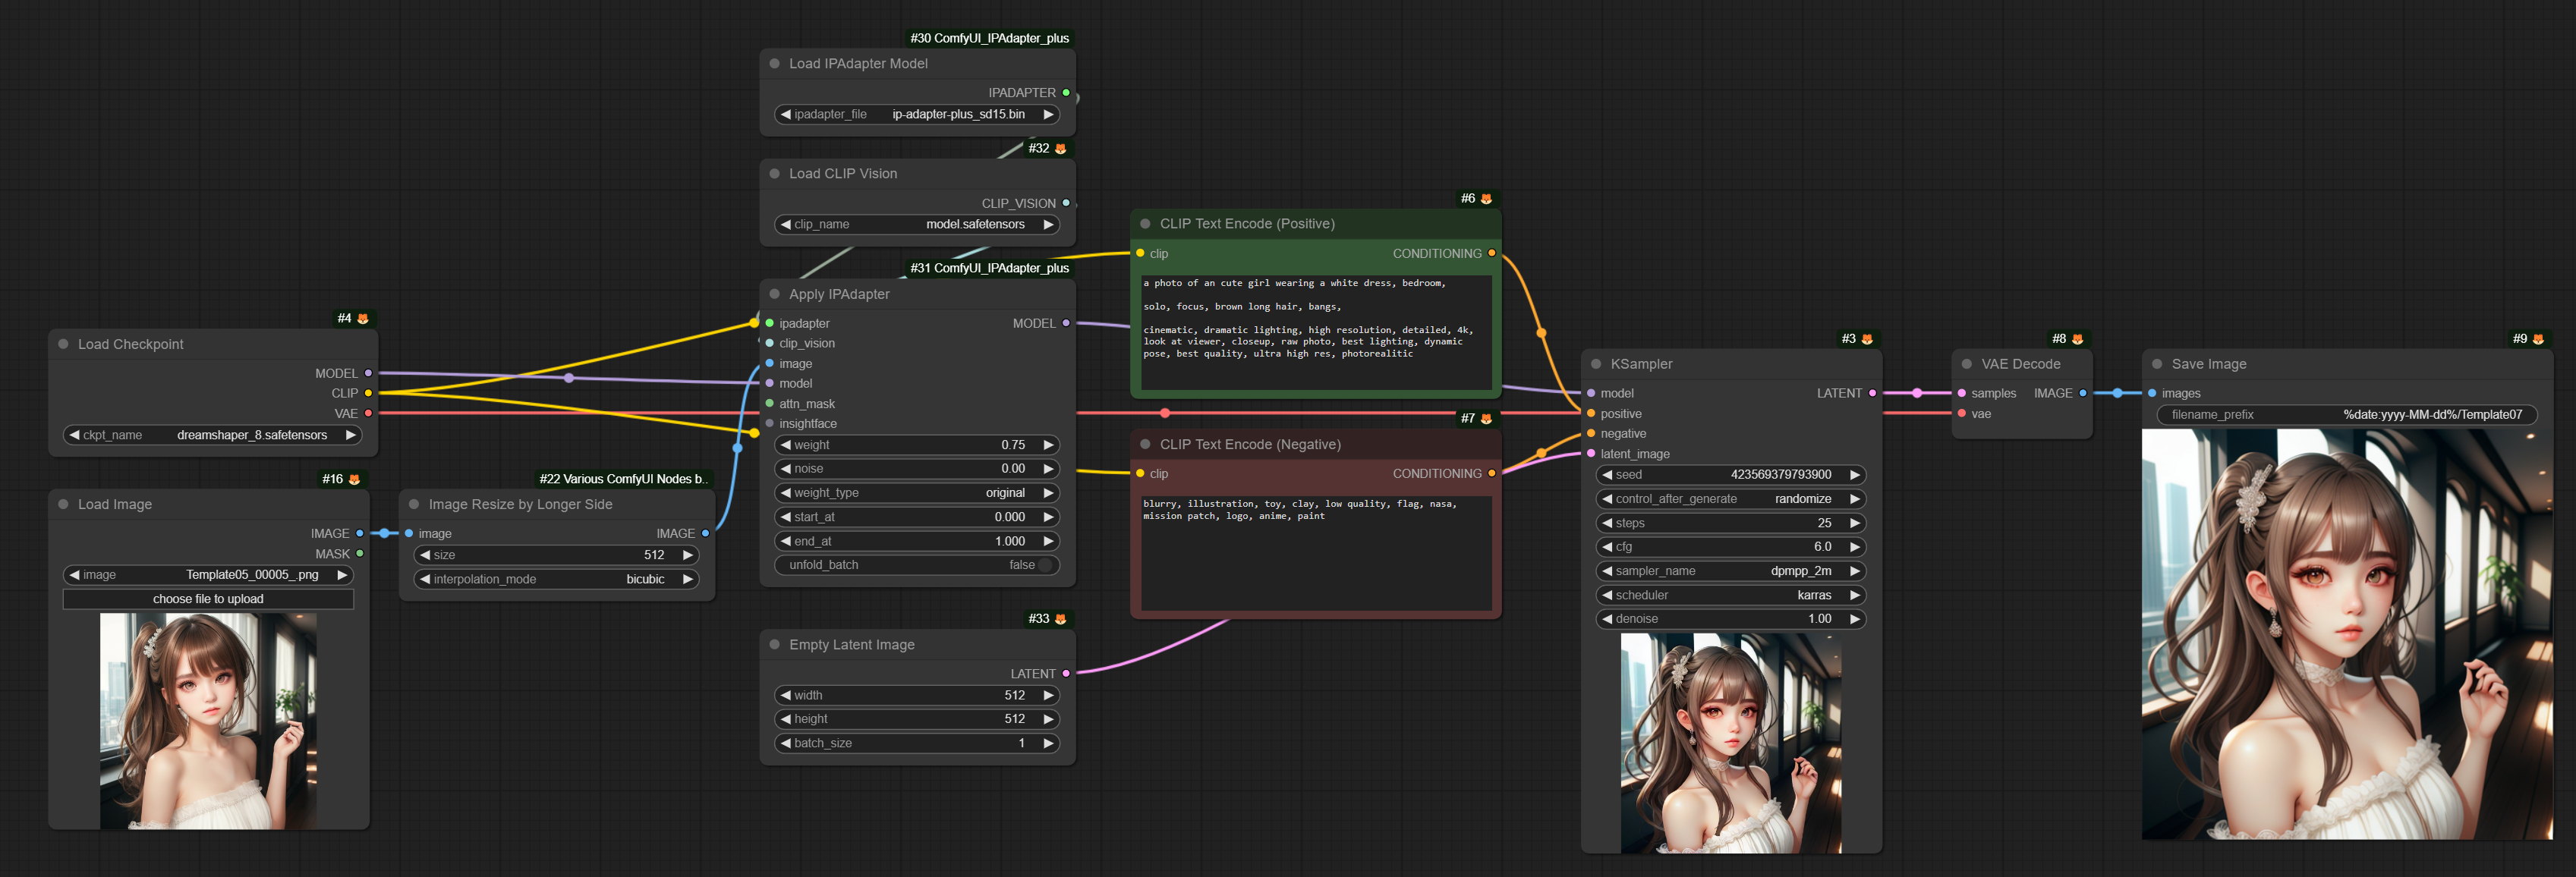 #30 ComfyUI_IPAdapter_plus
Load IPAdapter Model
IPADAPTER
ipadapter_file ip-adapter-plus_sd15.bin
#32
Load CLIP Vision
CLIP_VISION
clip_name model.safetensors
#31 ComfyUI_IPAdapter_plus
Apply IPAdapter
ipadapter MODEL
clip_vision
image
model
attn_mask
insightface
weight 0.75
noise 0.00
weight_type original
start_at 0.000
end_at 1.000
unfold_batch false
#4
Load Checkpoint
MODEL
CLIP
VAE
ckpt_name dreamshaper_8.safetensors
#16
Load Image
IMAGE
MASK
image Template05_00005_.png
choose file to upload
#22 Various ComfyUI Nodes b..
Image Resize by Longer Side
image IMAGE
size 512
interpolation_mode bicubic
#33
Empty Latent Image
LATENT
width 512
height 512
batch_size 1
#6
CLIP Text Encode (Positive)
clip CONDITIONING
a photo of an cute girl wearing a white dress, bedroom,
solo, focus, brown long hair, bangs,
cinematic, dramatic lighting, high resolution, detailed, 4k,
look at viewer, closeup, raw photo, best lighting, dynamic
pose, best quality, ultra high res, photorealitic
#7
CLIP Text Encode (Negative)
clip CONDITIONING
blurry, illustration, toy, clay, low quality, flag, nasa,
mission patch, logo, anime, paint
#3
KSampler
model LATENT
positive
negative
latent_image
seed 423569379793900
control_after_generate randomize
steps 25
cfg 6.0
sampler_name dpmpp_2m
scheduler karras
denoise 1.00
#8
VAE Decode
samples IMAGE
vae
#9
Save Image
images
filename_prefix %date:yyyy-MM-dd%/Template07